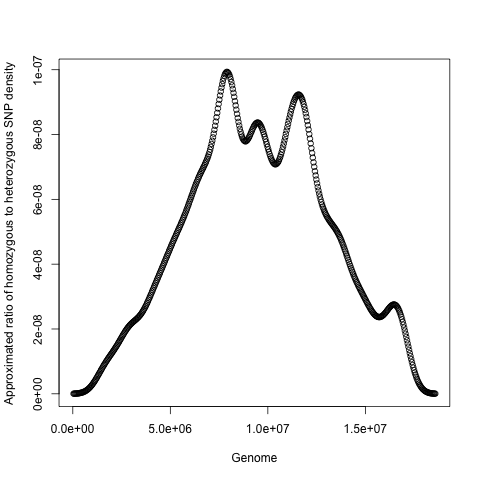 Approximated ratio of homozygous to heterozygous SNP density
1e-07
8e-08
6e-08
4e-08
2e-08
0e+00
0.0e+00 5.0e+06 1.0e+07 1.5e+07
Genome